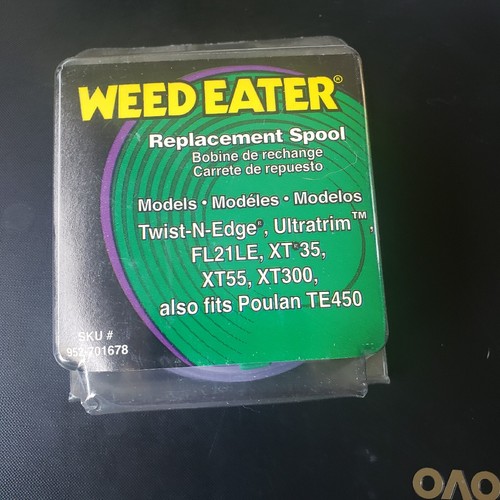 WEED EATER®
Replacement Spool
Bobine de rechange
Carrete de repuesto
Models • Modéles • Modelos
Twist-N-Edge®, Ultratrim™,
FL21LE, XT®35,
XT55, XT300,
also fits Poulan TE450
SKU #
952-701678
OVO